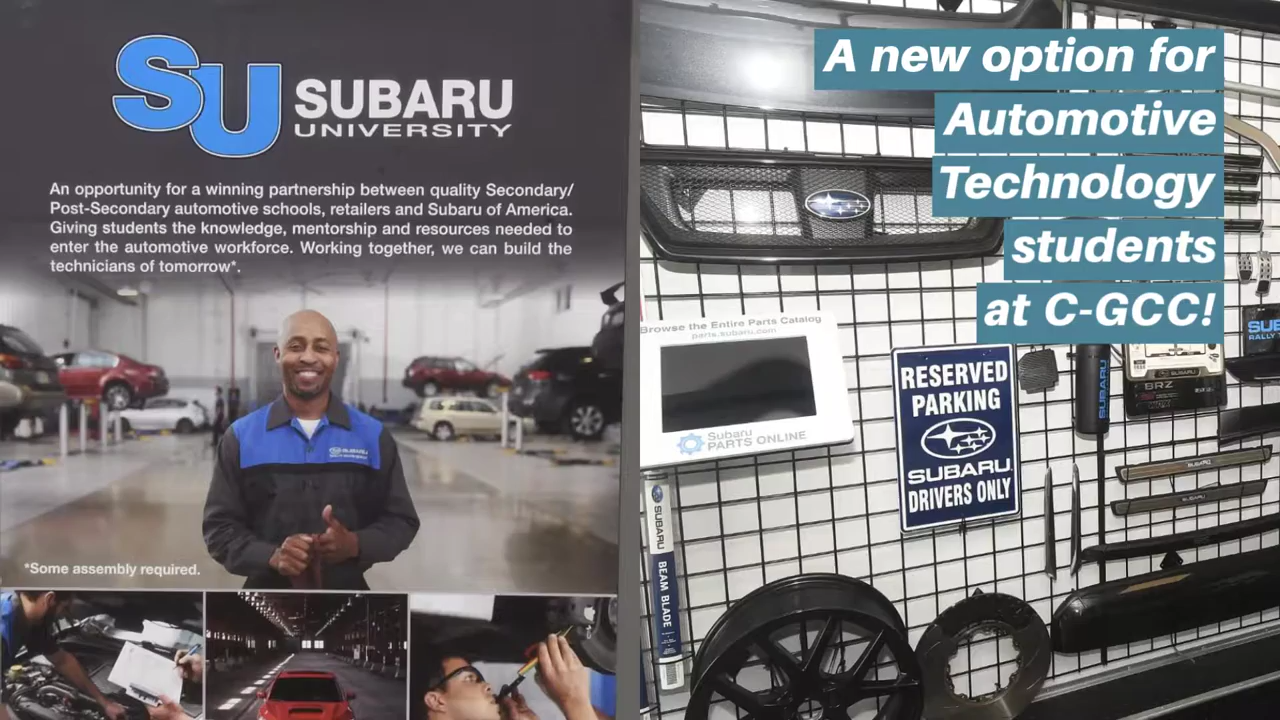 SU SUBARU
UNIVERSITY
An opportunity for a winning partnership between quality Secondary/
Post-Secondary automotive schools, retailers and Subaru of America.
Giving students the knowledge, mentorship and resources needed to
enter the automotive workforce. Working together, we can build the
technicians of tomorrow*.
SUBARU
*Some assembly required.
A new option for
Automotive
Technology
students
at C-GCC!
Browse the Entire Parts Catalog
parts.subaru.com
Subaru
PARTS ONLINE
RESERVED
PARKING
SUBARU
DRIVERS ONLY
SUBARU
BEAM BLADE
SUBARU
SUBARU
BRZ
SUBARU
SUBARU